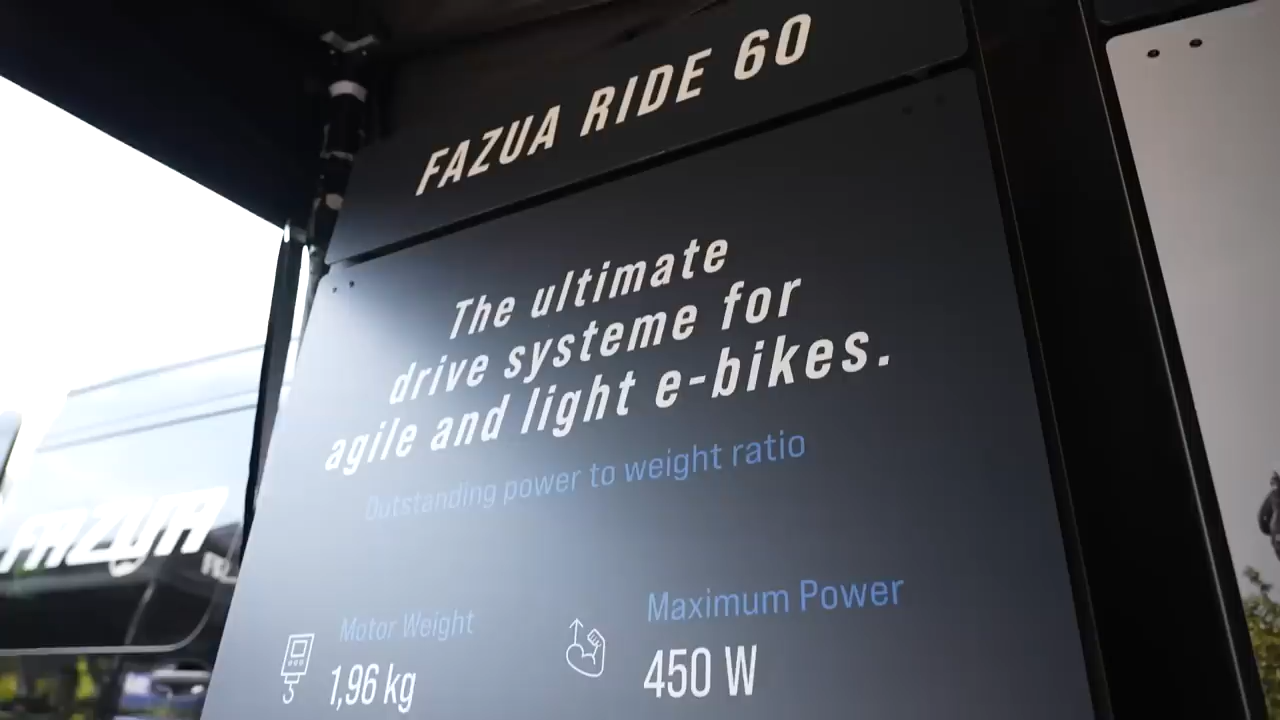 FAZUA RIDE 60
The ultimate
drive systeme for
agile and light e-bikes.
Outstanding power to weight ratio
Motor Weight
1,96 kg
Maximum Power
450 W
FAZUA